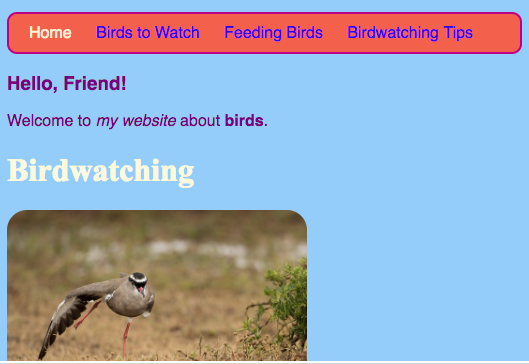 Home Birds to Watch Feeding Birds Birdwatching Tips
Hello, Friend!
Welcome to my website about birds.
Birdwatching